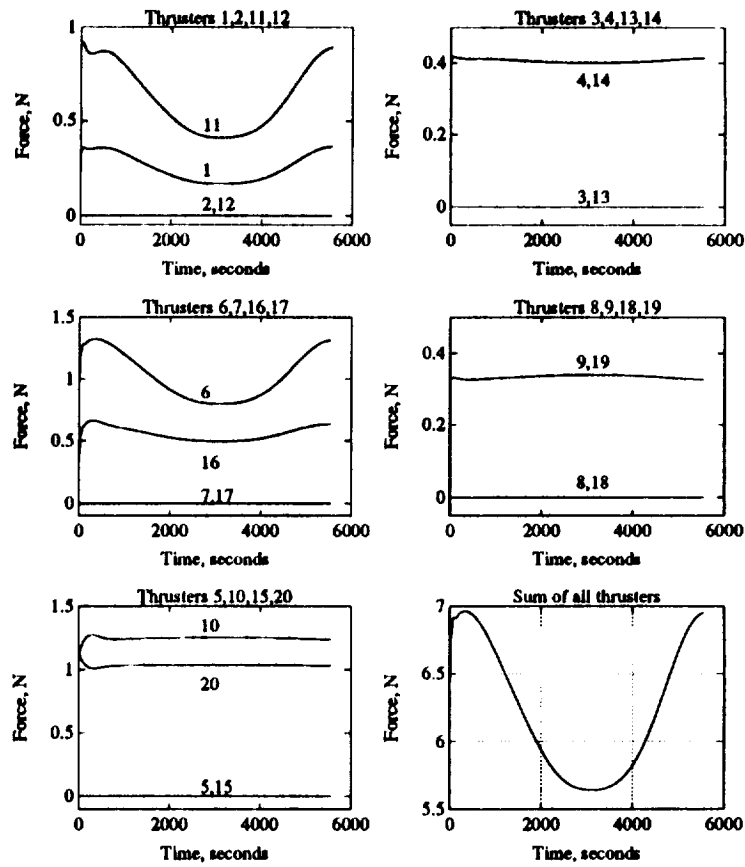 Thrusters 1,2,11,12
1
0.5
0
Force, N
11
1
2,12
0 2000 4000 6000
Time, seconds
Thrusters 3,4,13,14
0.4
0.2
0
Force, N
4,14
3,13
0 2000 4000 6000
Time, seconds
Thrusters 6,7,16,17
1.5
1
0.5
0
Force, N
6
16
7,17
0 2000 4000 6000
Time, seconds
Thrusters 8,9,18,19
0.4
0.2
0
Force, N
9,19
8,18
0 2000 4000 6000
Time, seconds
Thrusters 5,10,15,20
1.5
1
0.5
0
Force, N
10
20
5,15
0 2000 4000 6000
Time, seconds
Sum of all thrusters
7
6.5
6
5.5
Force, N
0 2000 4000 6000
Time, seconds